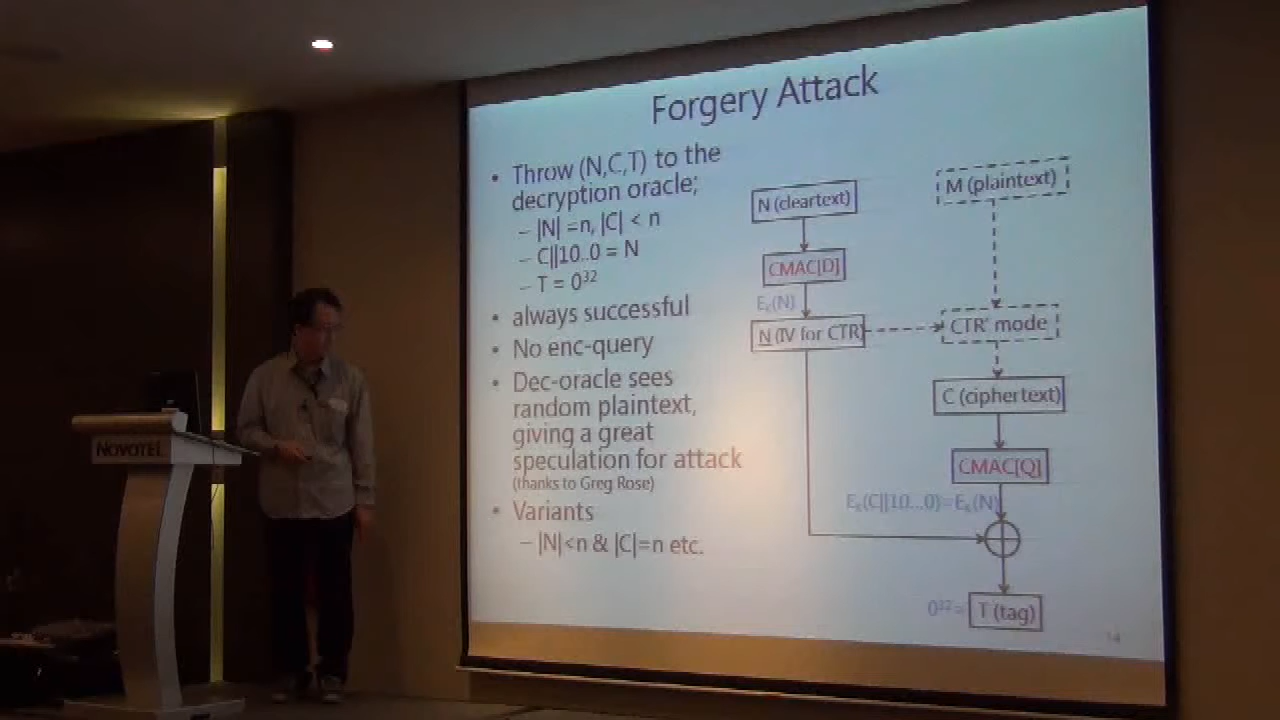 Forgery Attack
• Throw (N,C,T) to the
decryption oracle;
– |N| =n, |C| < n
– C||10..0 = N
– T = 0³²
• always successful
• No enc-query
• Dec-oracle sees
random plaintext,
giving a great
speculation for attack
(thanks to Greg Rose)
• Variants
– |N|<n & |C|=n etc.
N (cleartext)
CMAC[D]
Eₖ(N)
N (IV for CTR)
M (plaintext)
CTR' mode
C (ciphertext)
CMAC[Q]
Eₖ(C||10...0)=Eₖ(N)
0³²=
T (tag)
14
NOVOTEL